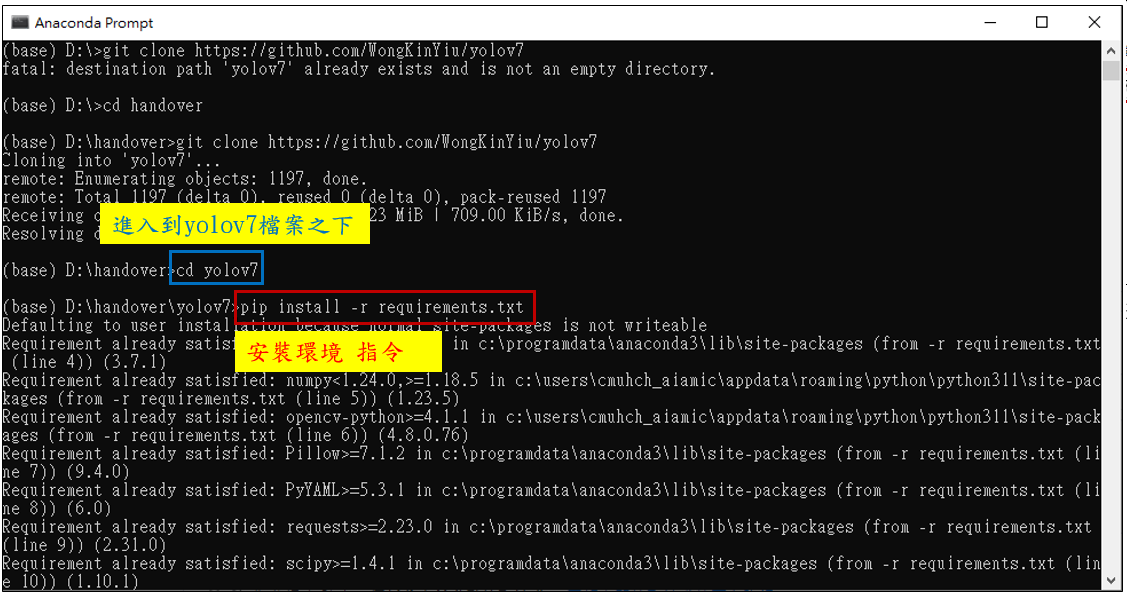 Anaconda Prompt
(base) D:\>git clone https://github.com/WongKinYiu/yolov7
fatal: destination path 'yolov7' already exists and is not an empty directory.
(base) D:\>cd handover
(base) D:\handover>git clone https://github.com/WongKinYiu/yolov7
Cloning into 'yolov7'...
remote: Enumerating objects: 1197, done.
remote: Total 1197 (delta 0), reused 0 (delta 0), pack-reused 1197
Receiving 23 MiB | 709.00 KiB/s, done.
進入到yolov7檔案之下
Resolving
(base) D:\handover>cd yolov7
(base) D:\handover\yolov7>pip install -r requirements.txt
Defaulting to user installation because normal site-packages is not writeable
Requirement already in c:\programdata\anaconda3\lib\site-packages (from -r requirements.txt
安裝環境 指令
(line 4)) (3.7.1)
Requirement already satisfied: numpy<1.24.0,>=1.18.5 in c:\users\cmuhch_aiamic\appdata\roaming\python\python311\site-pac
kages (from -r requirements.txt (line 5)) (1.23.5)
Requirement already satisfied: opencv-python>=4.1.1 in c:\users\cmuhch_aiamic\appdata\roaming\python\python311\site-pack
ages (from -r requirements.txt (line 6)) (4.8.0.76)
Requirement already satisfied: Pillow>=7.1.2 in c:\programdata\anaconda3\lib\site-packages (from -r requirements.txt (li
ne 7)) (9.4.0)
Requirement already satisfied: PyYAML>=5.3.1 in c:\programdata\anaconda3\lib\site-packages (from -r requirements.txt (li
ne 8)) (6.0)
Requirement already satisfied: requests>=2.23.0 in c:\programdata\anaconda3\lib\site-packages (from -r requirements.txt
(line 9)) (2.31.0)
Requirement already satisfied: scipy>=1.4.1 in c:\programdata\anaconda3\lib\site-packages (from -r requirements.txt (lin
e 10)) (1.10.1)